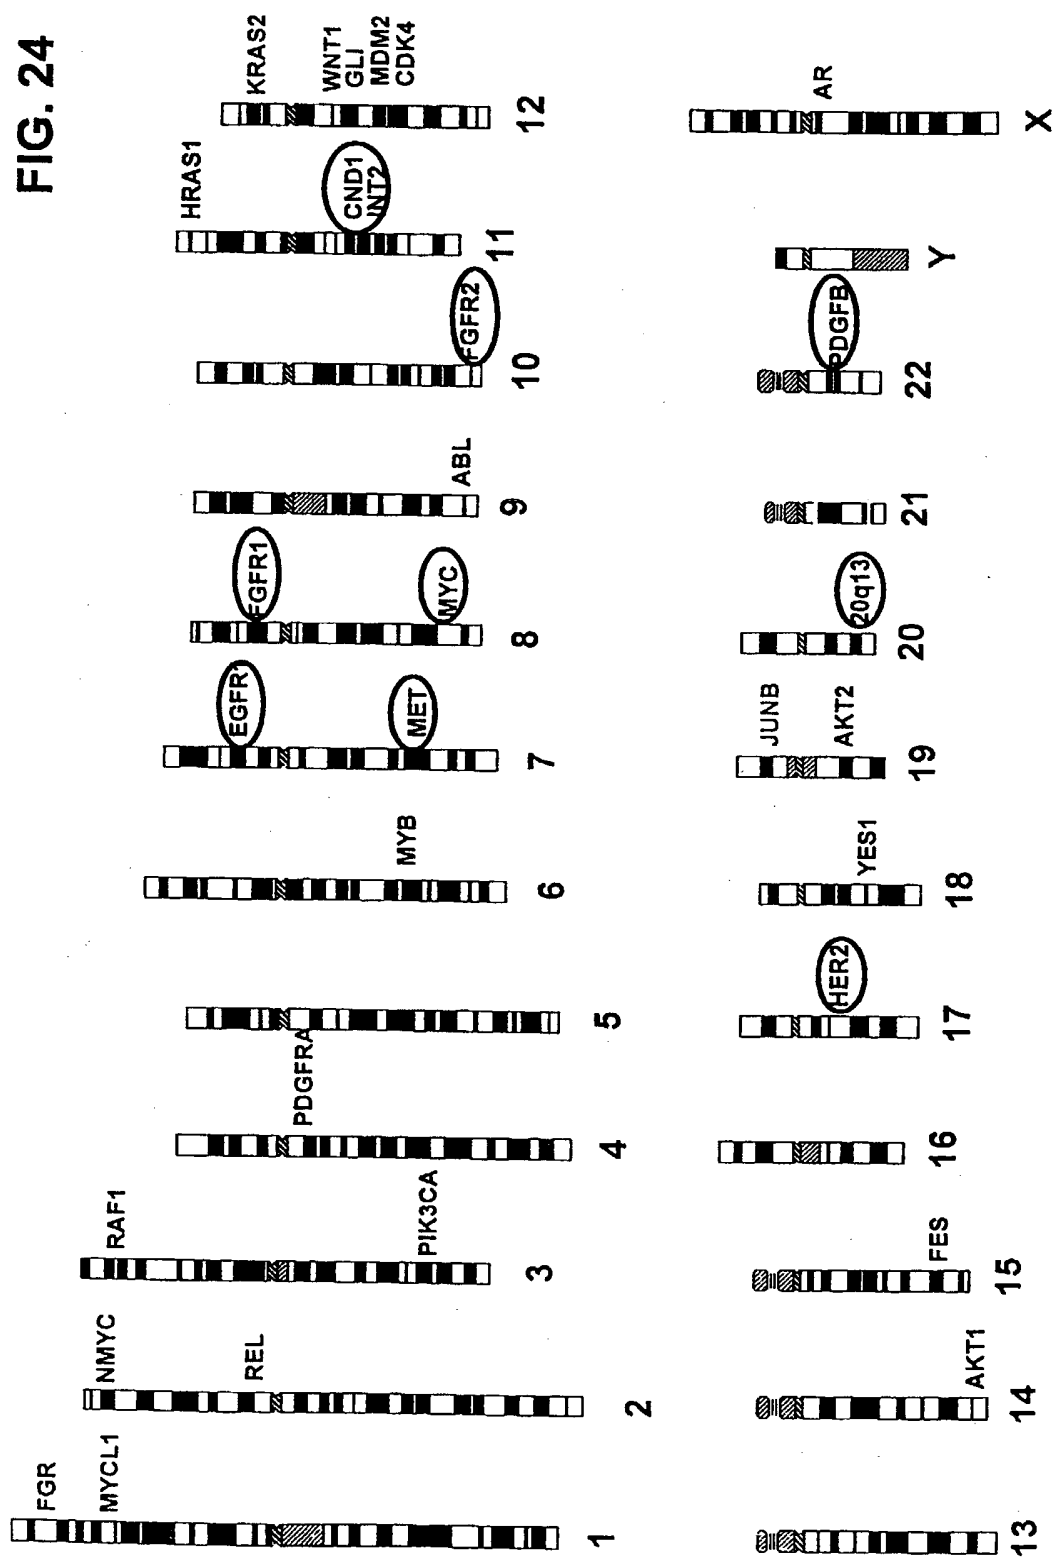 FIG. 24
FGR
MYCL1
1
NMYC
REL
2
RAF1
PIK3CA
3
PDGFRA
4
5
MYB
6
EGFR1
MET
7
FGFR1
MYC
8
ABL
9
FGFR2
10
HRAS1
CND1
INT2
11
KRAS2
WNT1
GLI
MDM2
CDK4
12
13
AKT1
14
FES
15
16
HER2
17
YES1
18
JUNB
AKT2
19
20q13
20
21
PDGFB
22
Y
AR
X